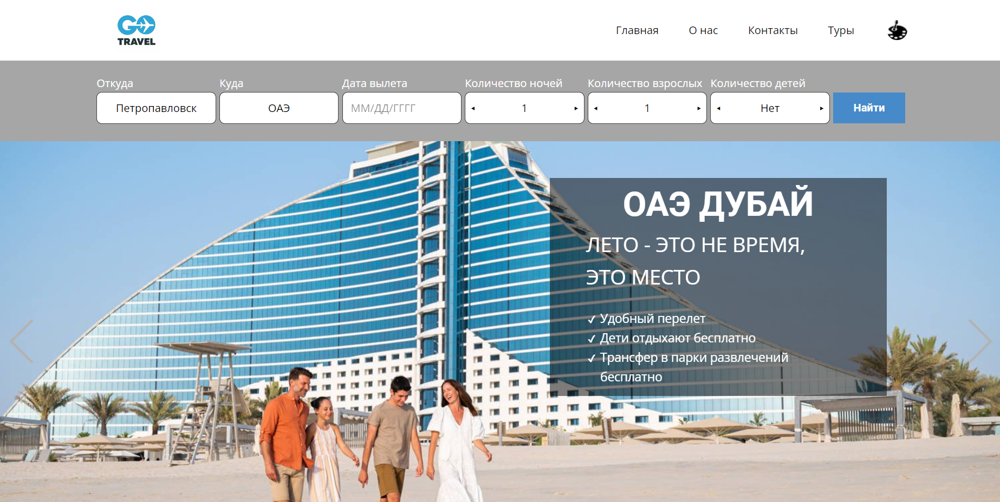 GO
TRAVEL
Главная
О нас
Контакты
Туры
Откуда
Куда
Дата вылета
Количество ночей
Количество взрослых
Количество детей
Петропавловск
ОАЭ
ММ/ДД/ГГГГ
1
1
Нет
Найти
ОАЭ ДУБАЙ
ЛЕТО - ЭТО НЕ ВРЕМЯ,
ЭТО МЕСТО
✓ Удобный перелет
✓ Дети отдыхают бесплатно
✓ Трансфер в парки развлечений
бесплатно